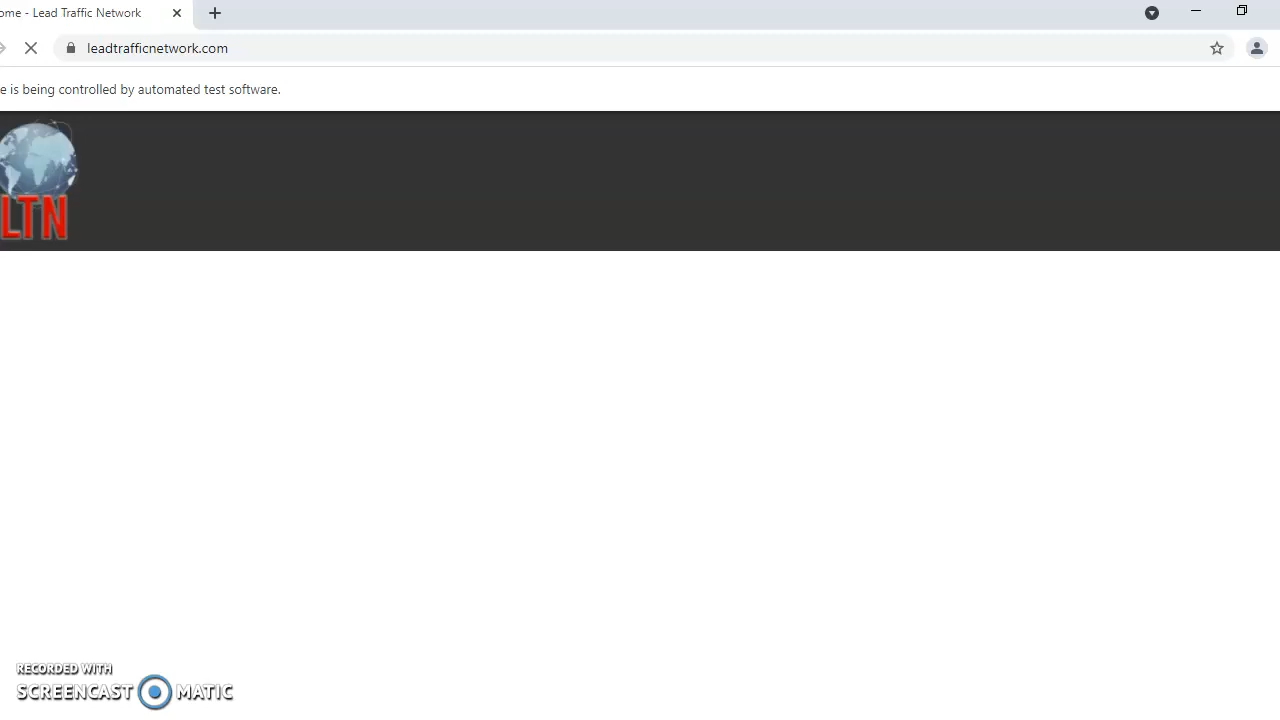 ome - Lead Traffic Network
leadtrafficnetwork.com
e is being controlled by automated test software.
LTN
RECORDED WITH
SCREENCAST MATIC